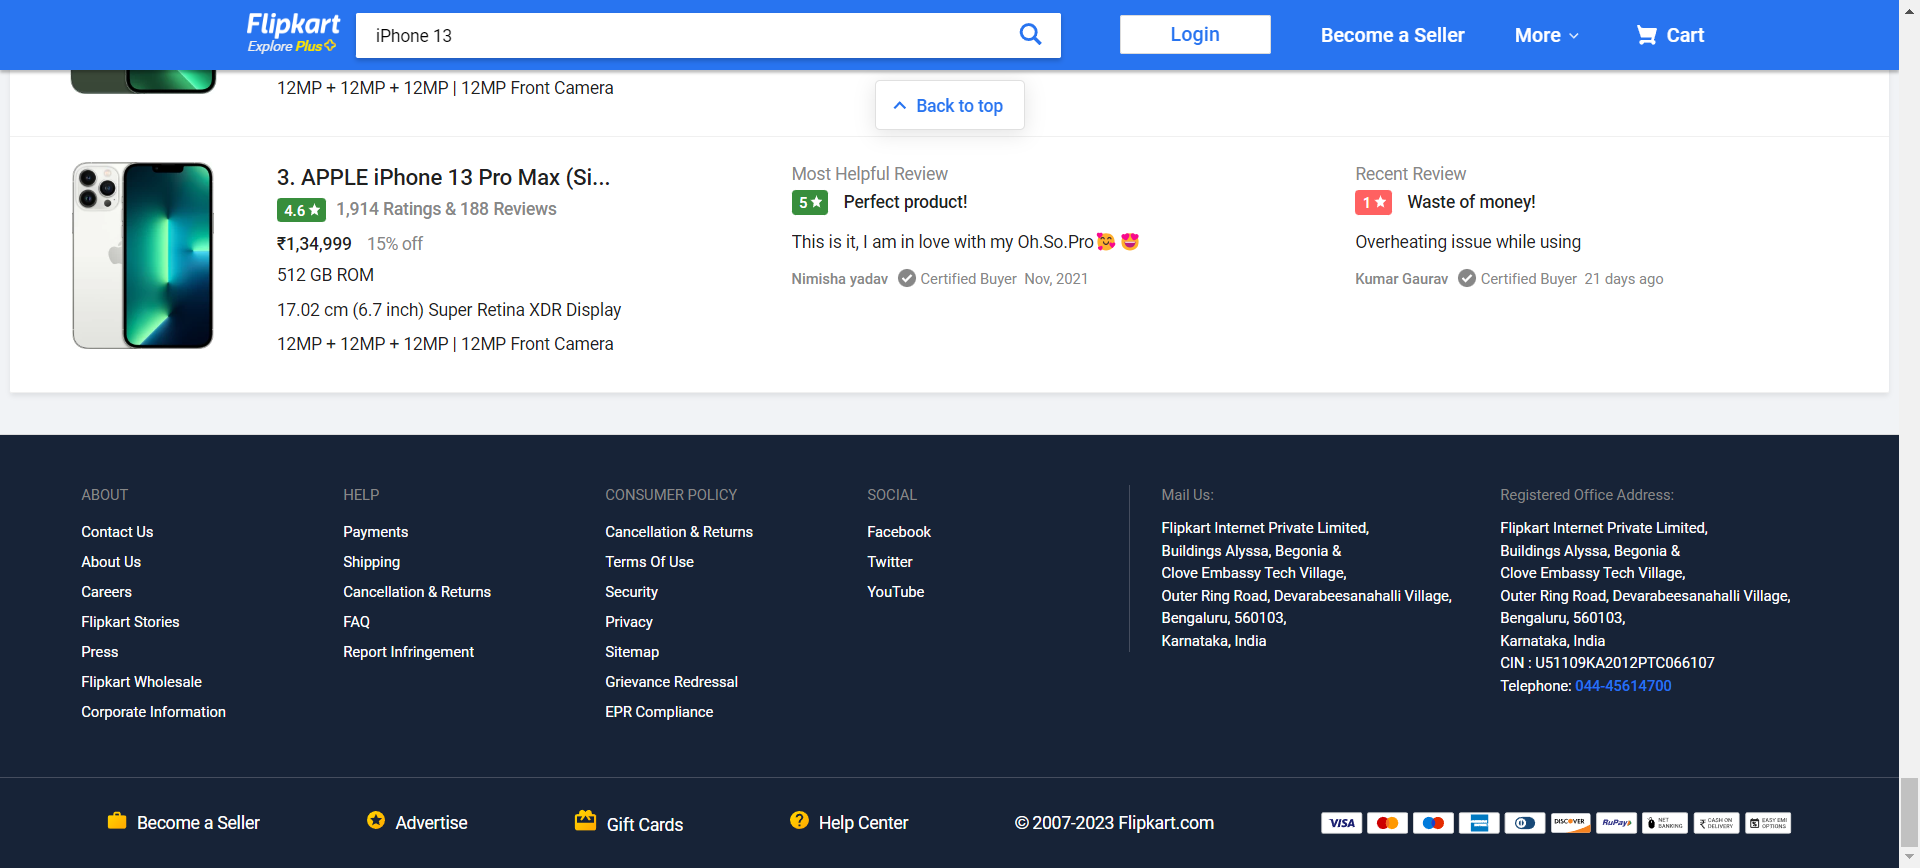 Flipkart
Explore Plus
iPhone 13
Login
Become a Seller
More
Cart
12MP + 12MP + 12MP | 12MP Front Camera
Back to top
3. APPLE iPhone 13 Pro Max (Si...
4.6 ★ 1,914 Ratings & 188 Reviews
₹1,34,999 15% off
512 GB ROM
17.02 cm (6.7 inch) Super Retina XDR Display
12MP + 12MP + 12MP | 12MP Front Camera
Most Helpful Review
5 ★ Perfect product!
This is it, I am in love with my Oh.So.Pro🥰 😍
Nimisha yadav Certified Buyer Nov, 2021
Recent Review
1 ★ Waste of money!
Overheating issue while using
Kumar Gaurav Certified Buyer 21 days ago
ABOUT
Contact Us
About Us
Careers
Flipkart Stories
Press
Flipkart Wholesale
Corporate Information
HELP
Payments
Shipping
Cancellation & Returns
FAQ
Report Infringement
CONSUMER POLICY
Cancellation & Returns
Terms Of Use
Security
Privacy
Sitemap
Grievance Redressal
EPR Compliance
SOCIAL
Facebook
Twitter
YouTube
Mail Us:
Flipkart Internet Private Limited,
Buildings Alyssa, Begonia &
Clove Embassy Tech Village,
Outer Ring Road, Devarabeesanahalli Village,
Bengaluru, 560103,
Karnataka, India
Registered Office Address:
Flipkart Internet Private Limited,
Buildings Alyssa, Begonia &
Clove Embassy Tech Village,
Outer Ring Road, Devarabeesanahalli Village,
Bengaluru, 560103,
Karnataka, India
CIN : U51109KA2012PTC066107
Telephone: 044-45614700
Become a Seller
Advertise
Gift Cards
Help Center
© 2007-2023 Flipkart.com
VISA
DISCOVER
RuPay
NET BANKING
CASH ON DELIVERY
EASY EMI OPTIONS